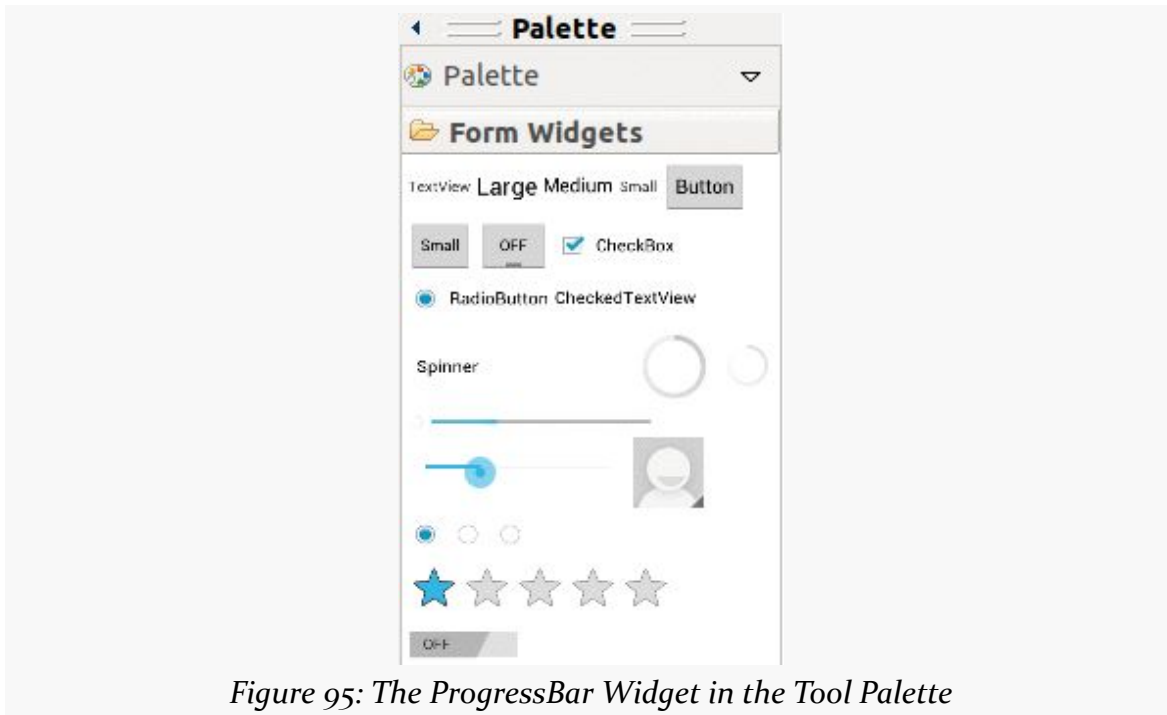 Palette
Palette
Form Widgets
TextView Large Medium Small Button
Small OFF CheckBox
RadioButton CheckedTextView
Spinner
OFF
Figure 95: The ProgressBar Widget in the Tool Palette